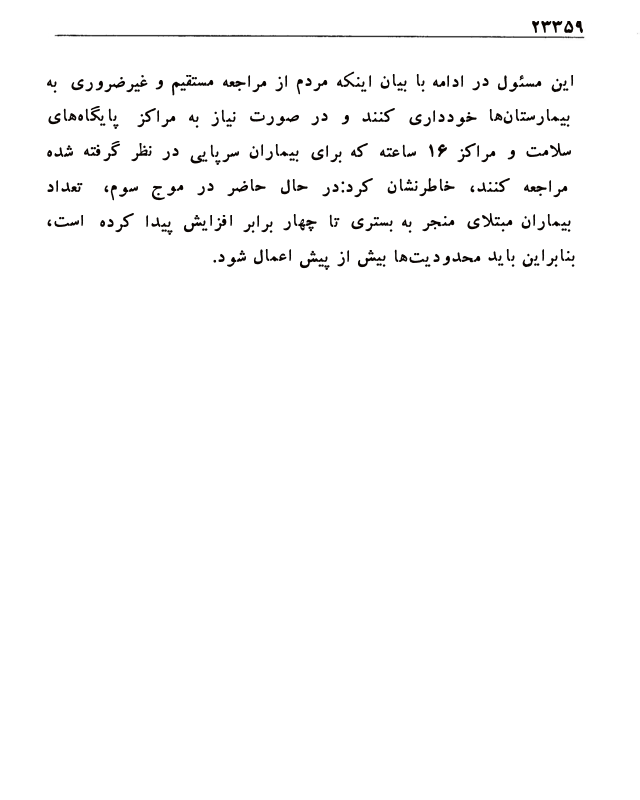 ۲۳۳۵۹
این مسئول در ادامه با بیان اینکه مردم از مراجعه مستقیم و غیرضروری به
بیمارستان‌ها خودداری کنند و در صورت نیاز به مراکز پایگاه‌های
سلامت و مراکز ۱۶ ساعته که برای بیماران سرپایی در نظر گرفته شده
مراجعه کنند، خاطرنشان کرد:در حال حاضر در موج سوم، تعداد
بیماران مبتلای منجر به بستری تا چهار برابر افزایش پیدا کرده است،
بنابراین باید محدودیت‌ها بیش از پیش اعمال شود.